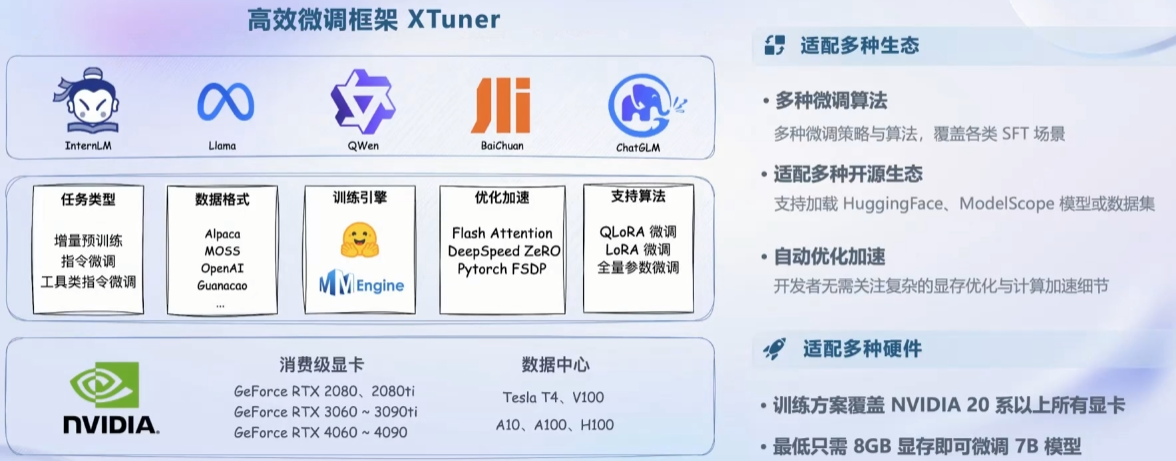 高效微调框架 XTuner
InternLM
Llama
QWen
BaiChuan
ChatGLM
任务类型
增量预训练
指令微调
工具类指令微调
数据格式
Alpaca
MOSS
OpenAI
Guanacao
...
训练引擎
MMEngine
优化加速
Flash Attention
DeepSpeed ZeRO
Pytorch FSDP
支持算法
QLoRA 微调
LoRA 微调
全量参数微调
NVIDIA.
消费级显卡
GeForce RTX 2080、2080ti
GeForce RTX 3060 ~ 3090ti
GeForce RTX 4060 ~ 4090
数据中心
Tesla T4、V100
A10、A100、H100
适配多种生态
• 多种微调算法
多种微调策略与算法，覆盖各类 SFT 场景
• 适配多种开源生态
支持加载 HuggingFace、ModelScope 模型或数据集
• 自动优化加速
开发者无需关注复杂的显存优化与计算加速细节
适配多种硬件
• 训练方案覆盖 NVIDIA 20 系以上所有显卡
• 最低只需 8GB 显存即可微调 7B 模型